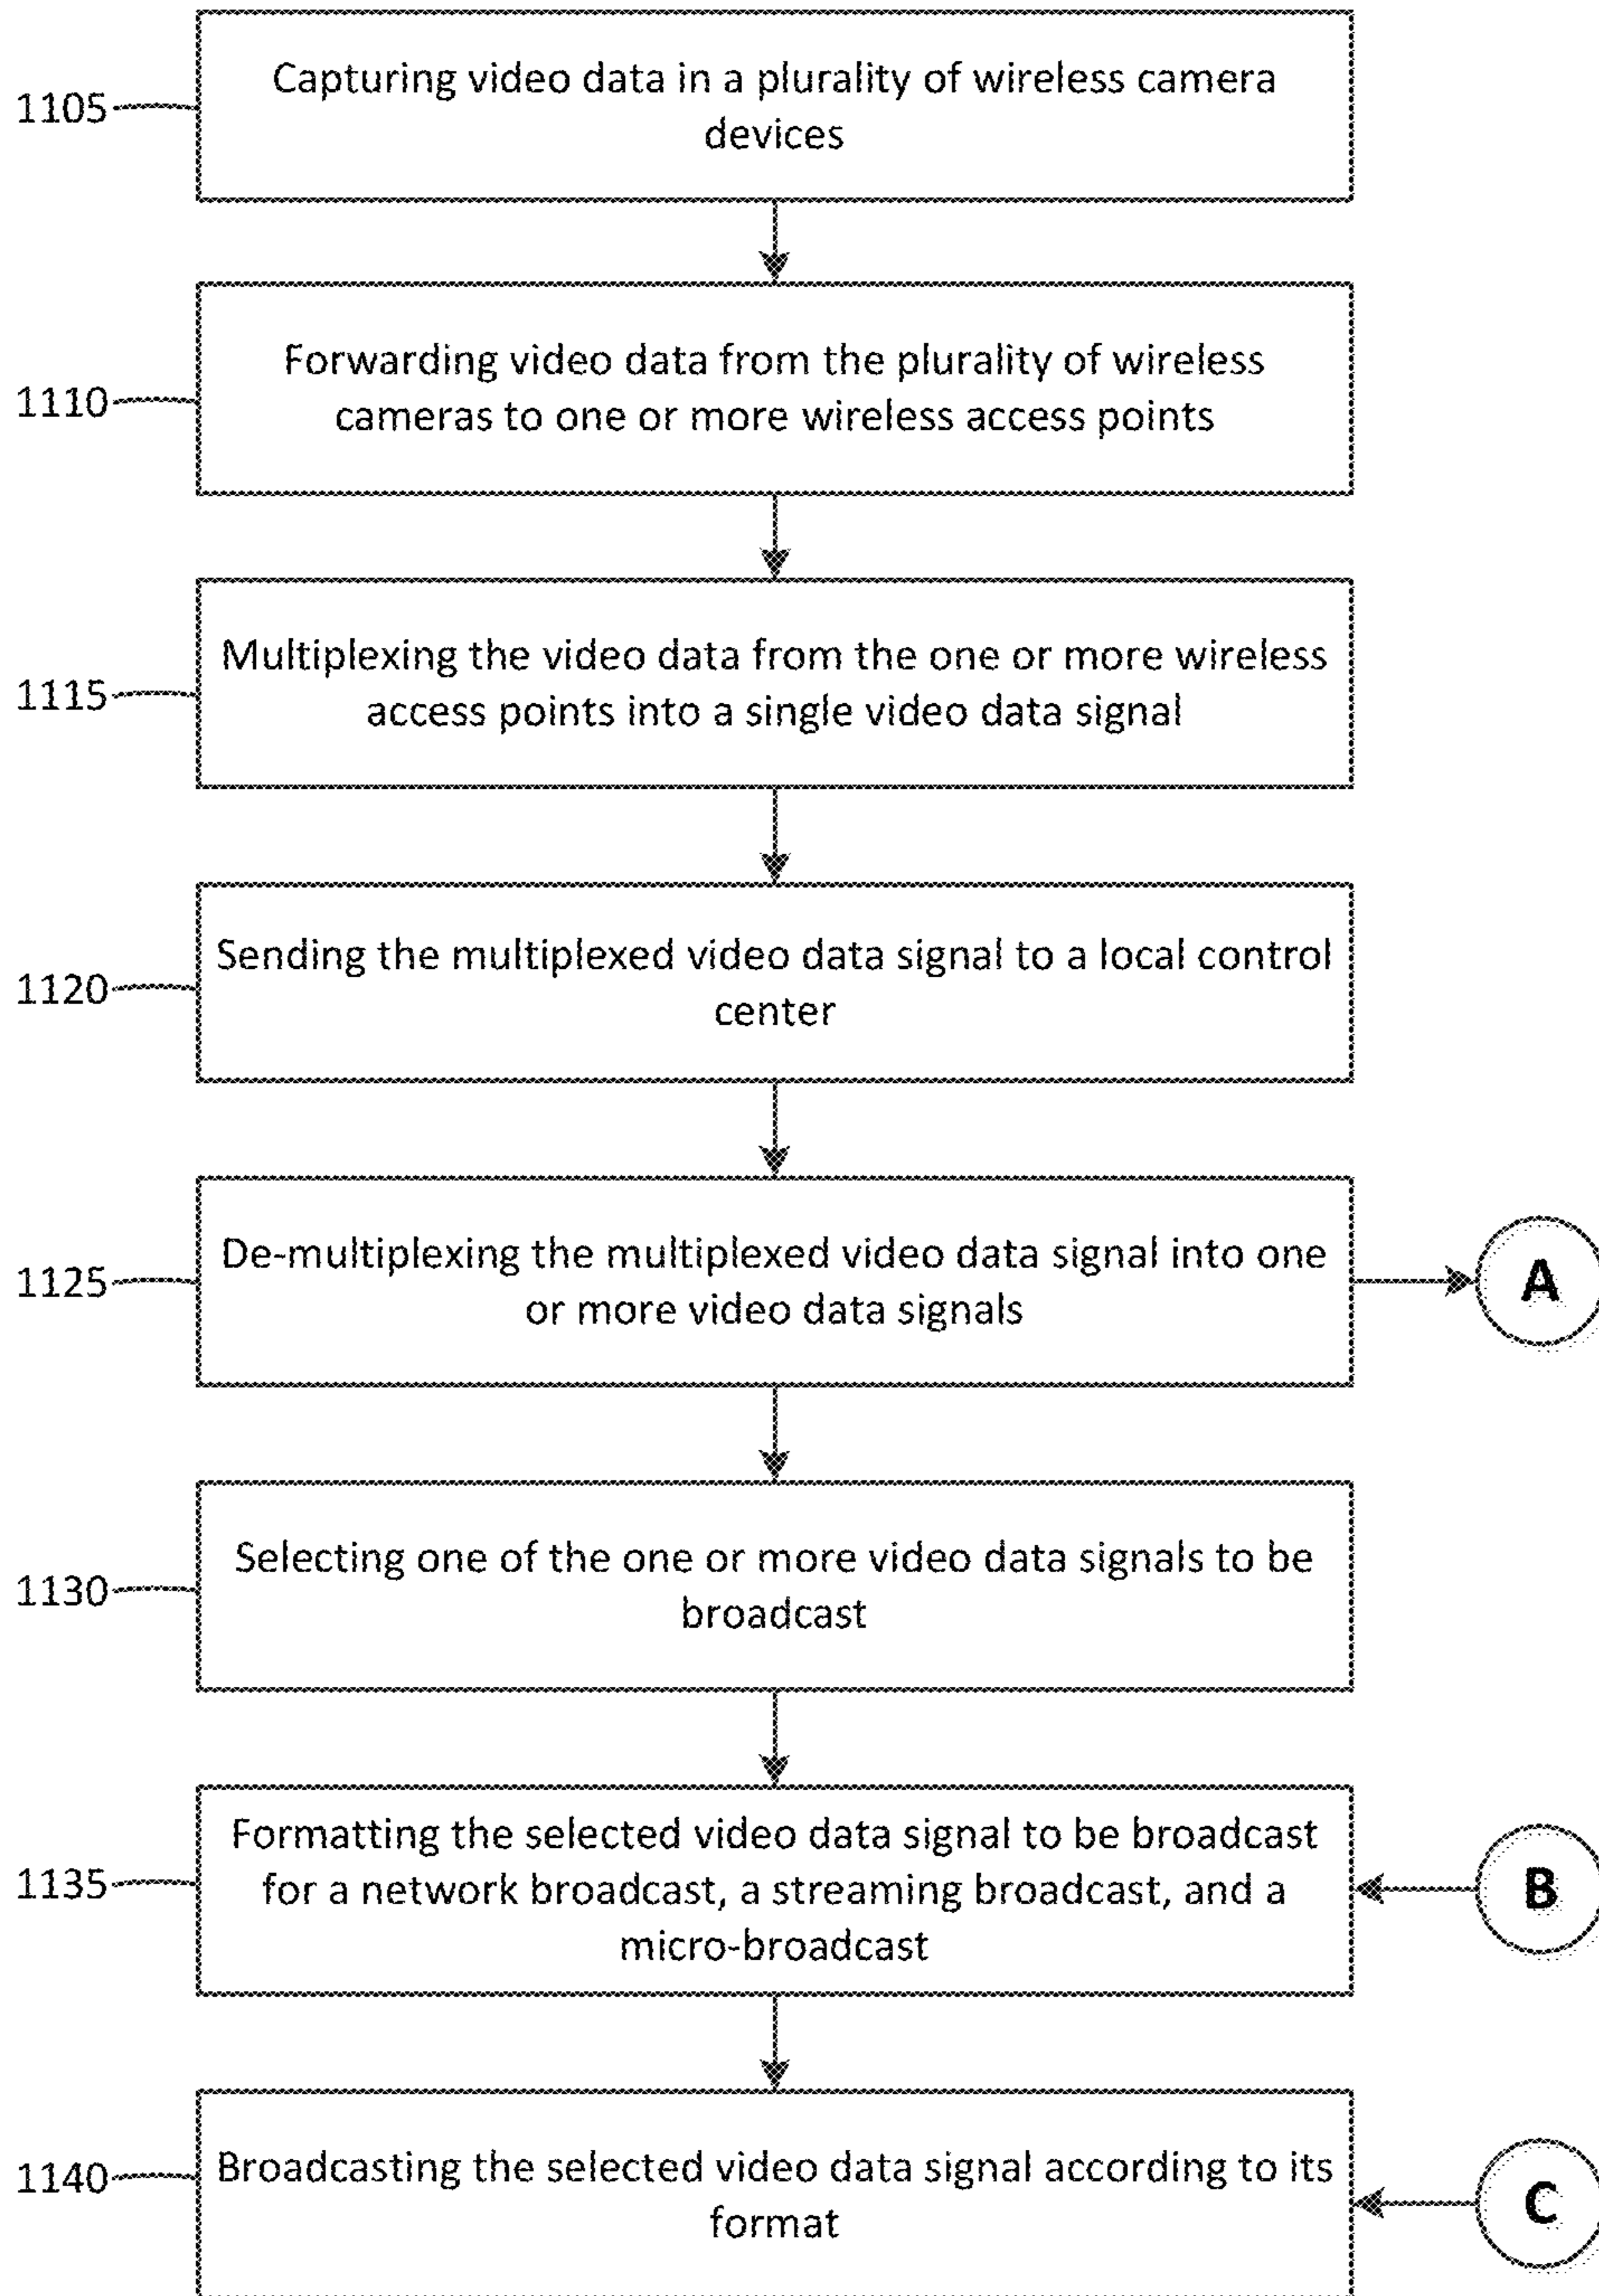 Capturing video data in a plurality of wireless camera
devices
1105
Forwarding video data from the plurality of wireless
cameras to one or more wireless access points
1110
Multiplexing the video data from the one or more wireless
access points into a single video data signal
1115
Sending the multiplexed video data signal to a local control
center
1120
De-multiplexing the multiplexed video data signal into one
or more video data signals
1125
A
Selecting one of the one or more video data signals to be
broadcast
1130
Formatting the selected video data signal to be broadcast
for a network broadcast, a streaming broadcast, and a
micro-broadcast
1135
B
Broadcasting the selected video data signal according to its
format
1140
C